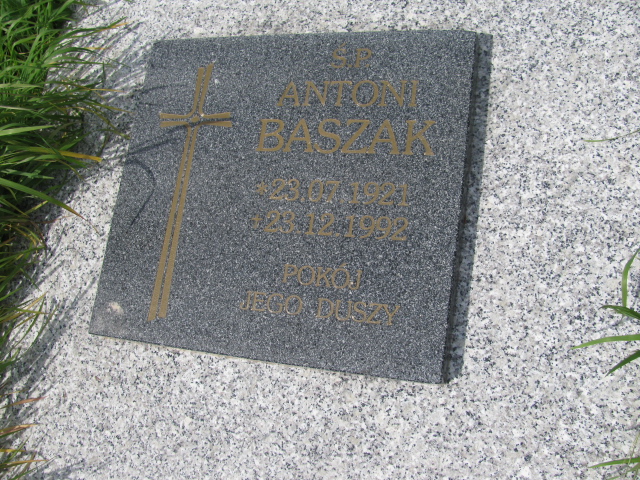 Ś.P.
ANTONI
BASZAK
*23.07.1921
+23.12.1992
POKÓJ
JEGO DUSZY